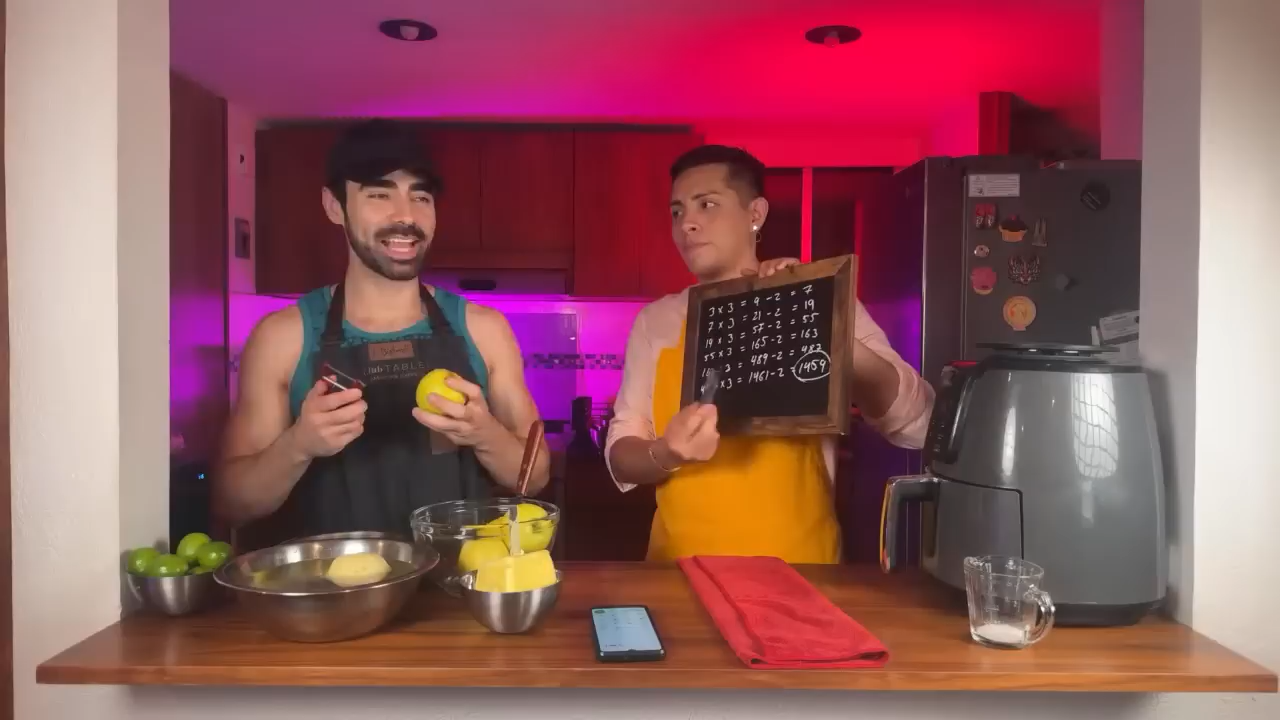 TABLE
3 x 3 = 9 - 2 = 7
7 x 3 = 21 - 2 = 19
19 x 3 = 57 - 2 = 55
55 x 3 = 165 - 2 = 163
3 = 489 - 2 = 487
x 3 = 1461 - 2 = 1459